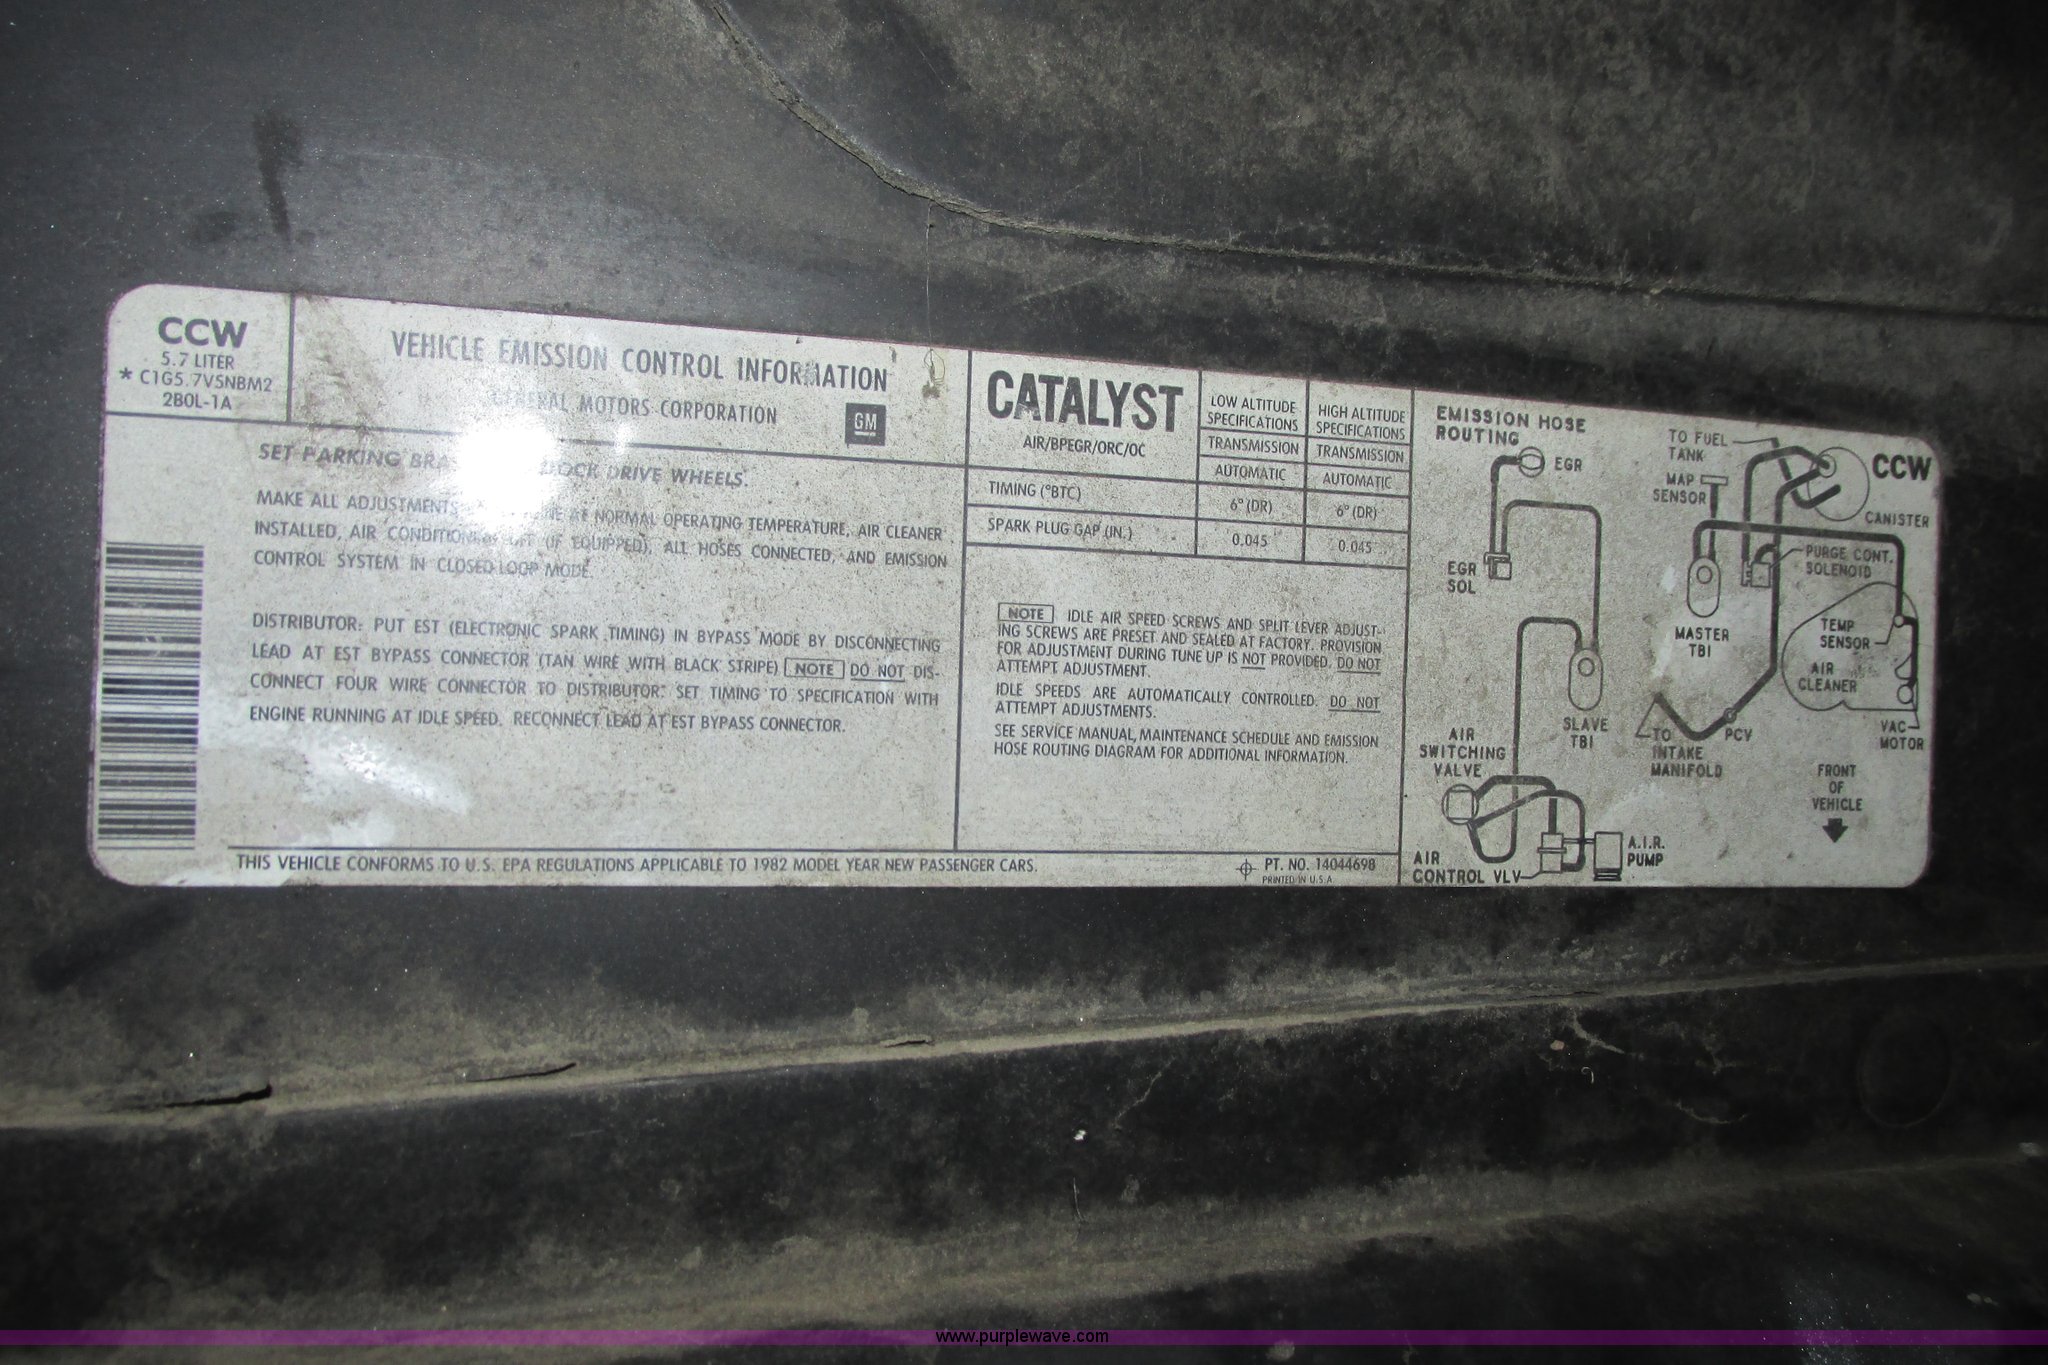 CCW
5.7 LITER
* C1G5.7V5NBM2
2B0L-1A
VEHICLE EMISSION CONTROL INFORMATION
GENERAL MOTORS CORPORATION
GM
SET PARKING DRIVE WHEELS.
MAKE ALL ADJUSTMENTS AT NORMAL OPERATING TEMPERATURE, AIR CLEANER
INSTALLED, AIR CONDITIONING OFF (IF EQUIPPED), ALL HOSES CONNECTED, AND EMISSION
CONTROL SYSTEM IN CLOSED LOOP MODE.
DISTRIBUTOR: PUT EST (ELECTRONIC SPARK TIMING) IN BYPASS MODE BY DISCONNECTING
LEAD AT EST BYPASS CONNECTOR (TAN WIRE WITH BLACK STRIPE) NOTE DO NOT DIS-
CONNECT FOUR WIRE CONNECTOR TO DISTRIBUTOR. SET TIMING TO SPECIFICATION WITH
ENGINE RUNNING AT IDLE SPEED. RECONNECT LEAD AT EST BYPASS CONNECTOR.
THIS VEHICLE CONFORMS TO U.S. EPA REGULATIONS APPLICABLE TO 1982 MODEL YEAR NEW PASSENGER CARS.
CATALYST
AIR/BPEGR/ORC/OC
LOW ALTITUDE
SPECIFICATIONS
HIGH ALTITUDE
SPECIFICATIONS
TRANSMISSION
TRANSMISSION
AUTOMATIC
AUTOMATIC
TIMING (°BTC) 6° (DR) 6° (DR)
SPARK PLUG GAP (IN.) 0.045 0.045
NOTE IDLE AIR SPEED SCREWS AND SPLIT LEVER ADJUST-
ING SCREWS ARE PRESET AND SEALED AT FACTORY. PROVISION
FOR ADJUSTMENT DURING TUNE UP IS NOT PROVIDED. DO NOT
ATTEMPT ADJUSTMENT.
IDLE SPEEDS ARE AUTOMATICALLY CONTROLLED. DO NOT
ATTEMPT ADJUSTMENTS.
SEE SERVICE MANUAL, MAINTENANCE SCHEDULE AND EMISSION
HOSE ROUTING DIAGRAM FOR ADDITIONAL INFORMATION.
PT. NO. 14044698
PRINTED IN U.S.A.
EMISSION HOSE
ROUTING
EGR
EGR
SOL
TO FUEL
TANK
MAP
SENSOR
CCW
CANISTER
PURGE CONT.
SOLENOID
MASTER
TBI
TEMP
SENSOR
AIR
CLEANER
SLAVE
TBI
TO
INTAKE
MANIFOLD
PCV
VAC
MOTOR
AIR
SWITCHING
VALVE
FRONT
OF
VEHICLE
AIR
CONTROL VLV
A.I.R.
PUMP
www.purplewave.com